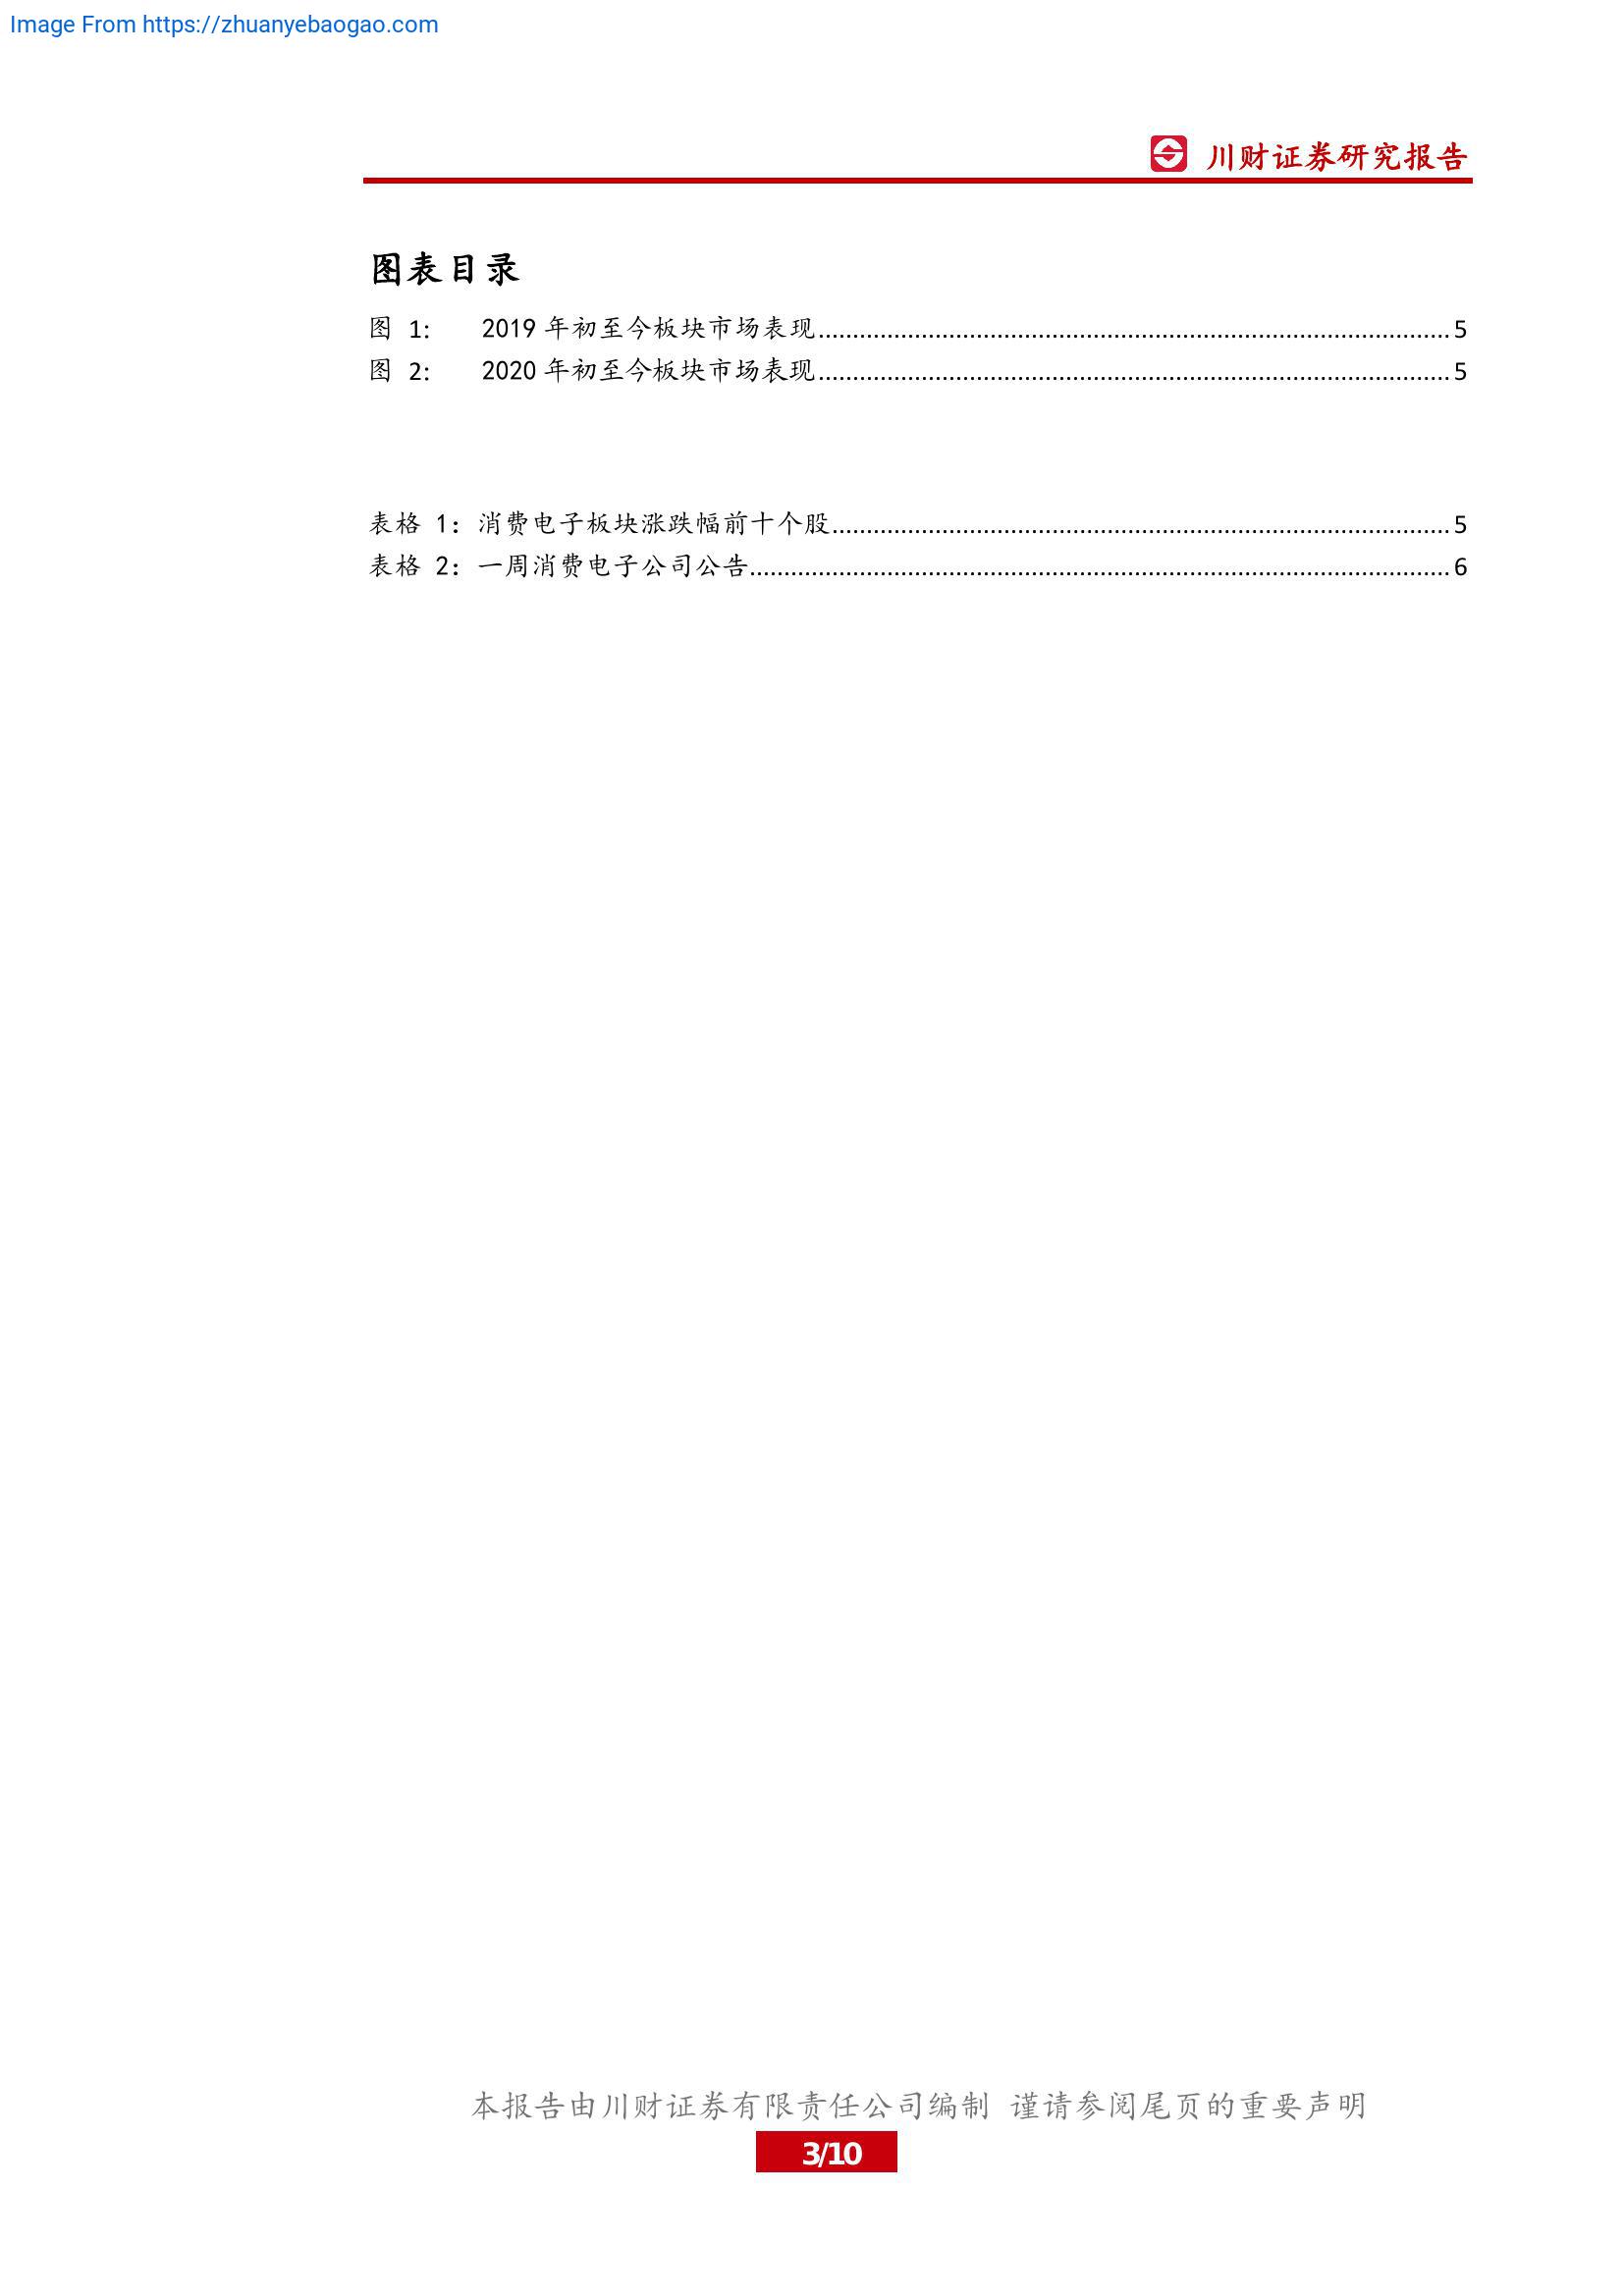 Image From https://zhuanyebaogao.com
川财证券研究报告
图表目录
图 1: 2019 年初至今板块市场表现 5
图 2: 2020 年初至今板块市场表现 5
表格 1: 消费电子板块涨跌幅前十个股 5
表格 2: 一周消费电子公司公告 6
本报告由川财证券有限责任公司编制 谨请参阅尾页的重要声明
3/10